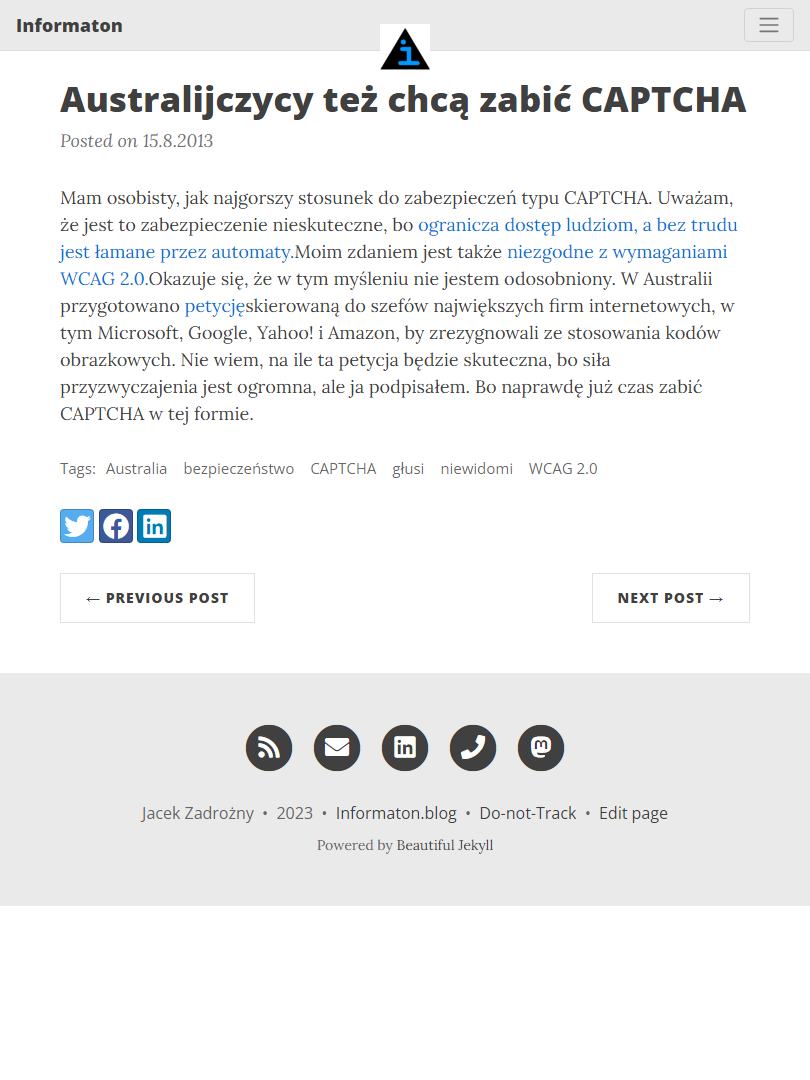 Informaton
i
Australijczycy też chcą zabić CAPTCHA
Posted on 15.8.2013
Mam osobisty, jak najgorszy stosunek do zabezpieczeń typu CAPTCHA. Uważam,
że jest to zabezpieczenie nieskuteczne, bo ogranicza dostęp ludziom, a bez trudu
jest łamane przez automaty.Moim zdaniem jest także niezgodne z wymaganiami
WCAG 2.0.Okazuje się, że w tym myśleniu nie jestem odosobniony. W Australii
przygotowano petycjęskierowaną do szefów największych firm internetowych, w
tym Microsoft, Google, Yahoo! i Amazon, by zrezygnowali ze stosowania kodów
obrazkowych. Nie wiem, na ile ta petycja będzie skuteczna, bo siła
przyzwyczajenia jest ogromna, ale ja podpisałem. Bo naprawdę już czas zabić
CAPTCHA w tej formie.
Tags: Australia bezpieczeństwo CAPTCHA głusi niewidomi WCAG 2.0
← PREVIOUS POST NEXT POST →
Jacek Zadrożny • 2023 • Informaton.blog • Do-not-Track • Edit page
Powered by Beautiful Jekyll